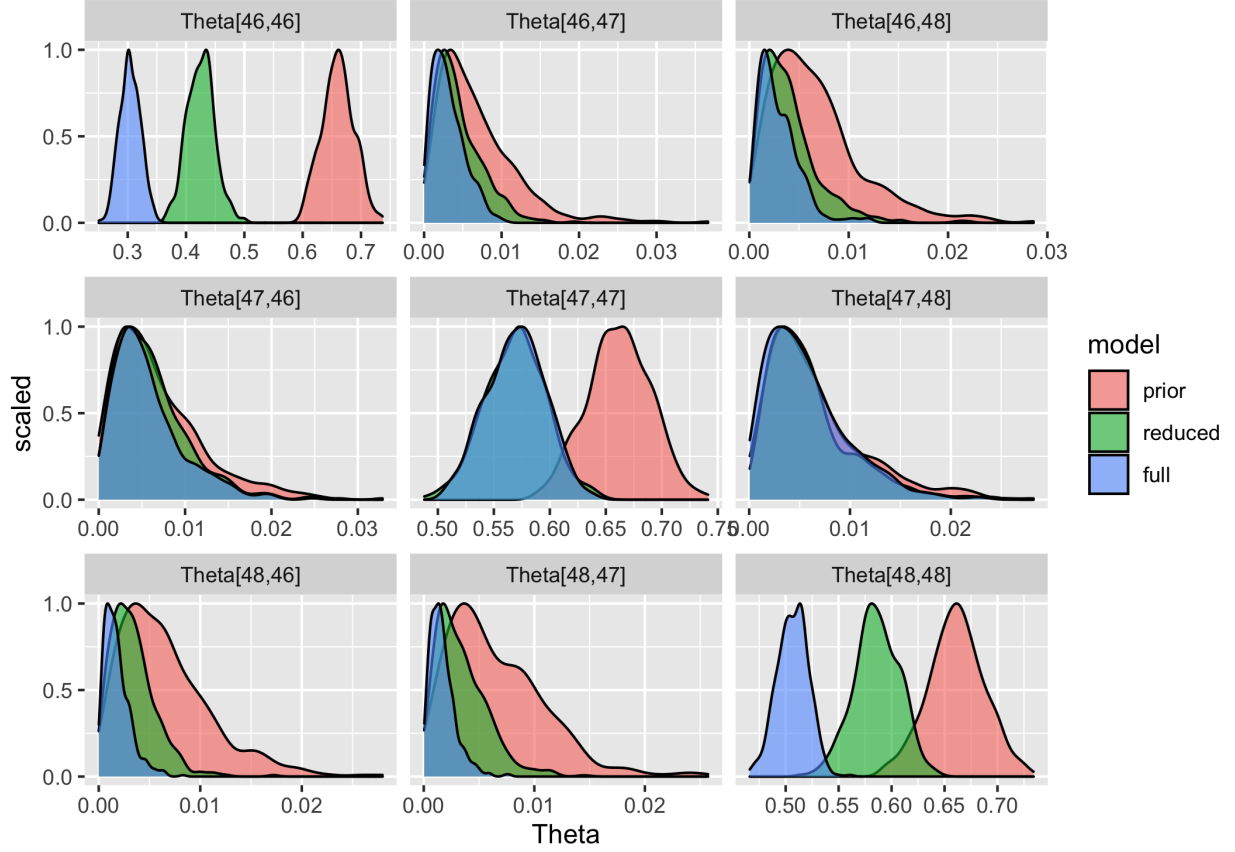 Theta[46,46] Theta[46,47] Theta[46,48]
1.0
0.5
0.0
0.3 0.4 0.5 0.6 0.7 0.00 0.01 0.02 0.03 0.00 0.01 0.02 0.03
Theta[47,46] Theta[47,47] Theta[47,48]
1.0
0.5
0.0
0.00 0.01 0.02 0.03 0.50 0.55 0.60 0.65 0.70 0.75 0.00 0.01 0.02
Theta[48,46] Theta[48,47] Theta[48,48]
1.0
0.5
0.0
0.00 0.01 0.02 0.00 0.01 0.02 0.50 0.55 0.60 0.65 0.70
Theta
scaled
model
prior
reduced
full